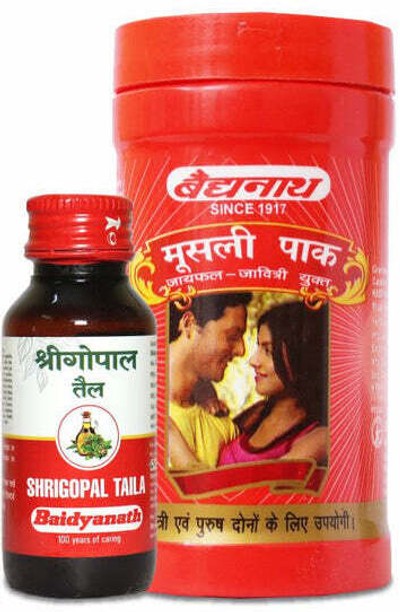 बैद्यनाथ
SINCE 1917
मूसली पाक
जायफल - जावित्री युक्त
एवं पुरुष दोनों के लिए उपयोगी।
श्रीगोपाल
तैल
SHRIGOPAL TAILA
Baidyanath
100 years of caring